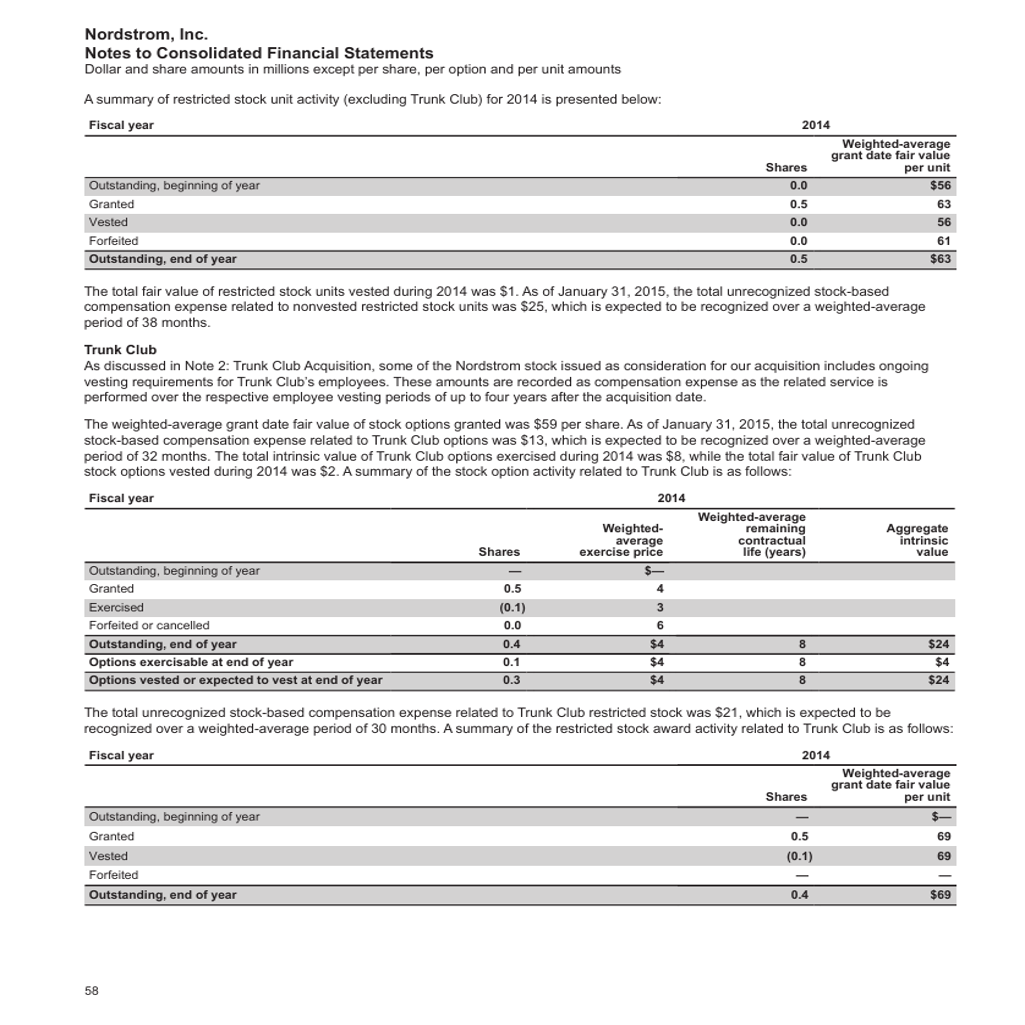 Nordstrom, Inc.
Notes to Consolidated Financial Statements
Dollar and share amounts in millions except per share, per option and per unit amounts
A summary of restricted stock unit activity (excluding Trunk Club) for 2014 is presented below:
Fiscal year 2014
Weighted-average
grant date fair value
Shares per unit
Outstanding, beginning of year 0.0 $56
Granted 0.5 63
Vested 0.0 56
Forfeited 0.0 61
Outstanding, end of year 0.5 $63
The total fair value of restricted stock units vested during 2014 was $1. As of January 31, 2015, the total unrecognized stock-based
compensation expense related to nonvested restricted stock units was $25, which is expected to be recognized over a weighted-average
period of 38 months.
Trunk Club
As discussed in Note 2: Trunk Club Acquisition, some of the Nordstrom stock issued as consideration for our acquisition includes ongoing
vesting requirements for Trunk Club's employees. These amounts are recorded as compensation expense as the related service is
performed over the respective employee vesting periods of up to four years after the acquisition date.
The weighted-average grant date fair value of stock options granted was $59 per share. As of January 31, 2015, the total unrecognized
stock-based compensation expense related to Trunk Club options was $13, which is expected to be recognized over a weighted-average
period of 32 months. The total intrinsic value of Trunk Club options exercised during 2014 was $8, while the total fair value of Trunk Club
stock options vested during 2014 was $2. A summary of the stock option activity related to Trunk Club is as follows:
Fiscal year 2014
Weighted-average
Weighted- remaining Aggregate
average contractual intrinsic
Shares exercise price life (years) value
Outstanding, beginning of year — $—
Granted 0.5 4
Exercised (0.1) 3
Forfeited or cancelled 0.0 6
Outstanding, end of year 0.4 $4 8 $24
Options exercisable at end of year 0.1 $4 8 $4
Options vested or expected to vest at end of year 0.3 $4 8 $24
The total unrecognized stock-based compensation expense related to Trunk Club restricted stock was $21, which is expected to be
recognized over a weighted-average period of 30 months. A summary of the restricted stock award activity related to Trunk Club is as follows:
Fiscal year 2014
Weighted-average
grant date fair value
Shares per unit
Outstanding, beginning of year — $—
Granted 0.5 69
Vested (0.1) 69
Forfeited — —
Outstanding, end of year 0.4 $69
58